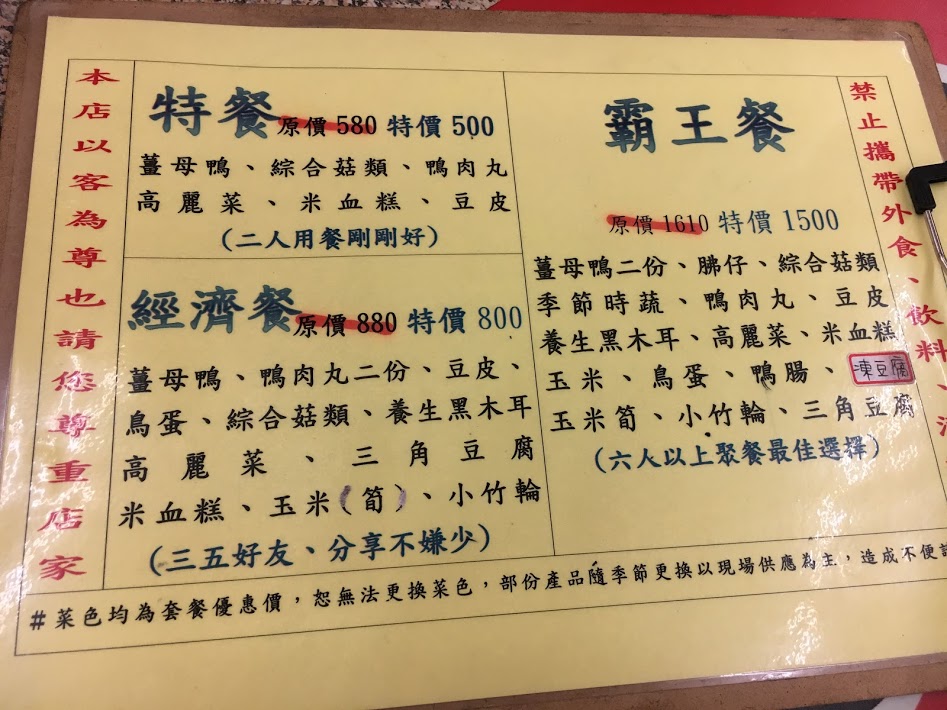 本店以客為尊也請您尊重店家
特餐 原價 580 特價 500
薑母鴨、綜合菇類、鴨肉丸
高麗菜、米血糕、豆皮
(二人用餐剛剛好)
經濟餐 原價 880 特價 800
薑母鴨、鴨肉丸二份、豆皮、
鳥蛋、綜合菇類、養生黑木耳
高麗菜、三角豆腐
米血糕、玉米(筍)、小竹輪
(三五好友、分享不嫌少)
霸王餐
原價 1610 特價 1500
薑母鴨二份、胇仔、綜合菇類
季節時蔬、鴨肉丸、豆皮
養生黑木耳、高麗菜、米血糕
玉米、鳥蛋、鴨腸、凍豆腐
玉米筍、小竹輪、三角豆腐
(六人以上聚餐最佳選擇)
禁止攜帶外食、飲料、
#菜色均為套餐優惠價，恕無法更換菜色，部份產品隨季節更換以現場供應為主，造成不便